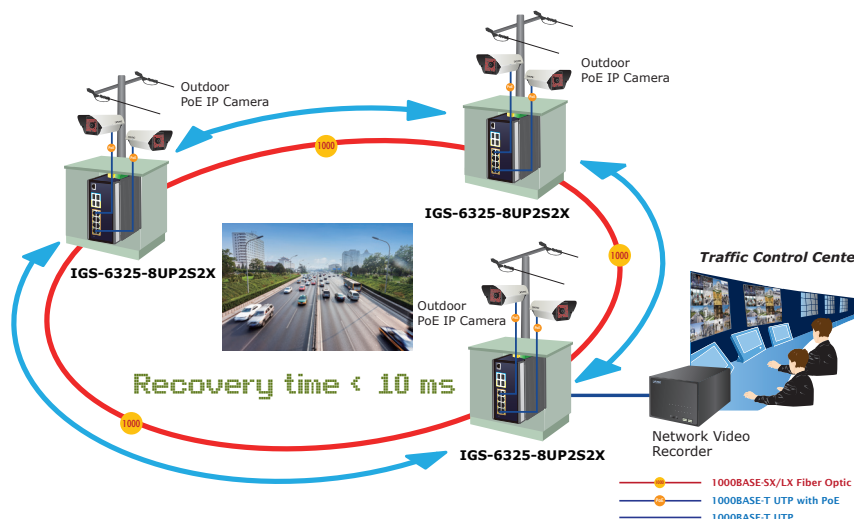 Outdoor
PoE IP Camera
Outdoor
PoE IP Camera
1000
IGS-6325-8UP2S2X
1000
Traffic Control Center
IGS-6325-8UP2S2X
Outdoor
PoE IP Camera
Recovery time < 10 ms
1000
Network Video
Recorder
IGS-6325-8UP2S2X
1000 1000BASE-SX/LX Fiber Optic
PoE 1000BASE-T UTP with PoE
1000BASE-T UTP